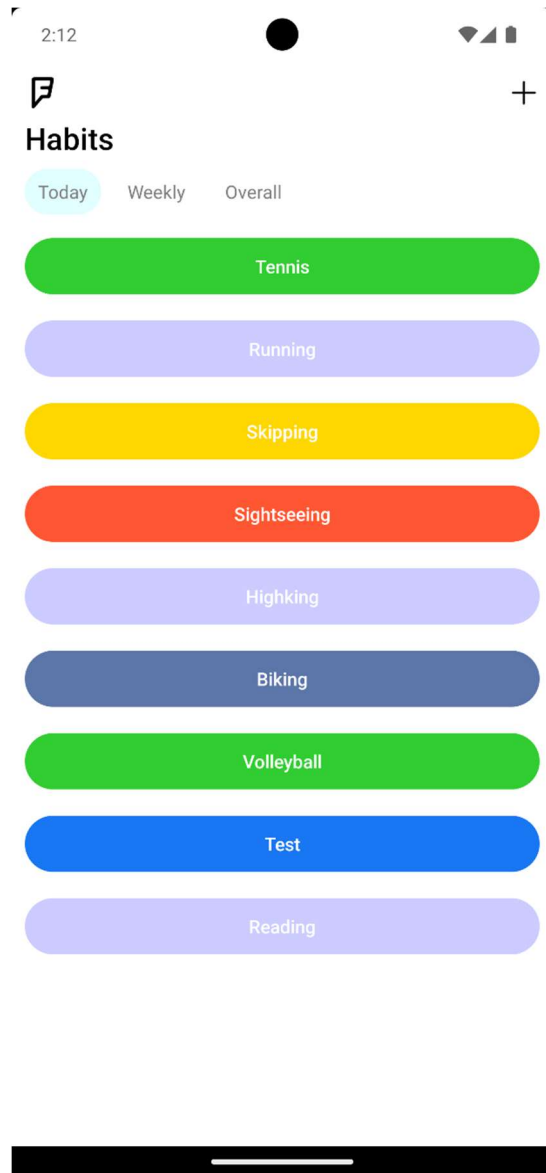 2:12
Habits
Today Weekly Overall
Tennis
Running
Skipping
Sightseeing
Highking
Biking
Volleyball
Test
Reading